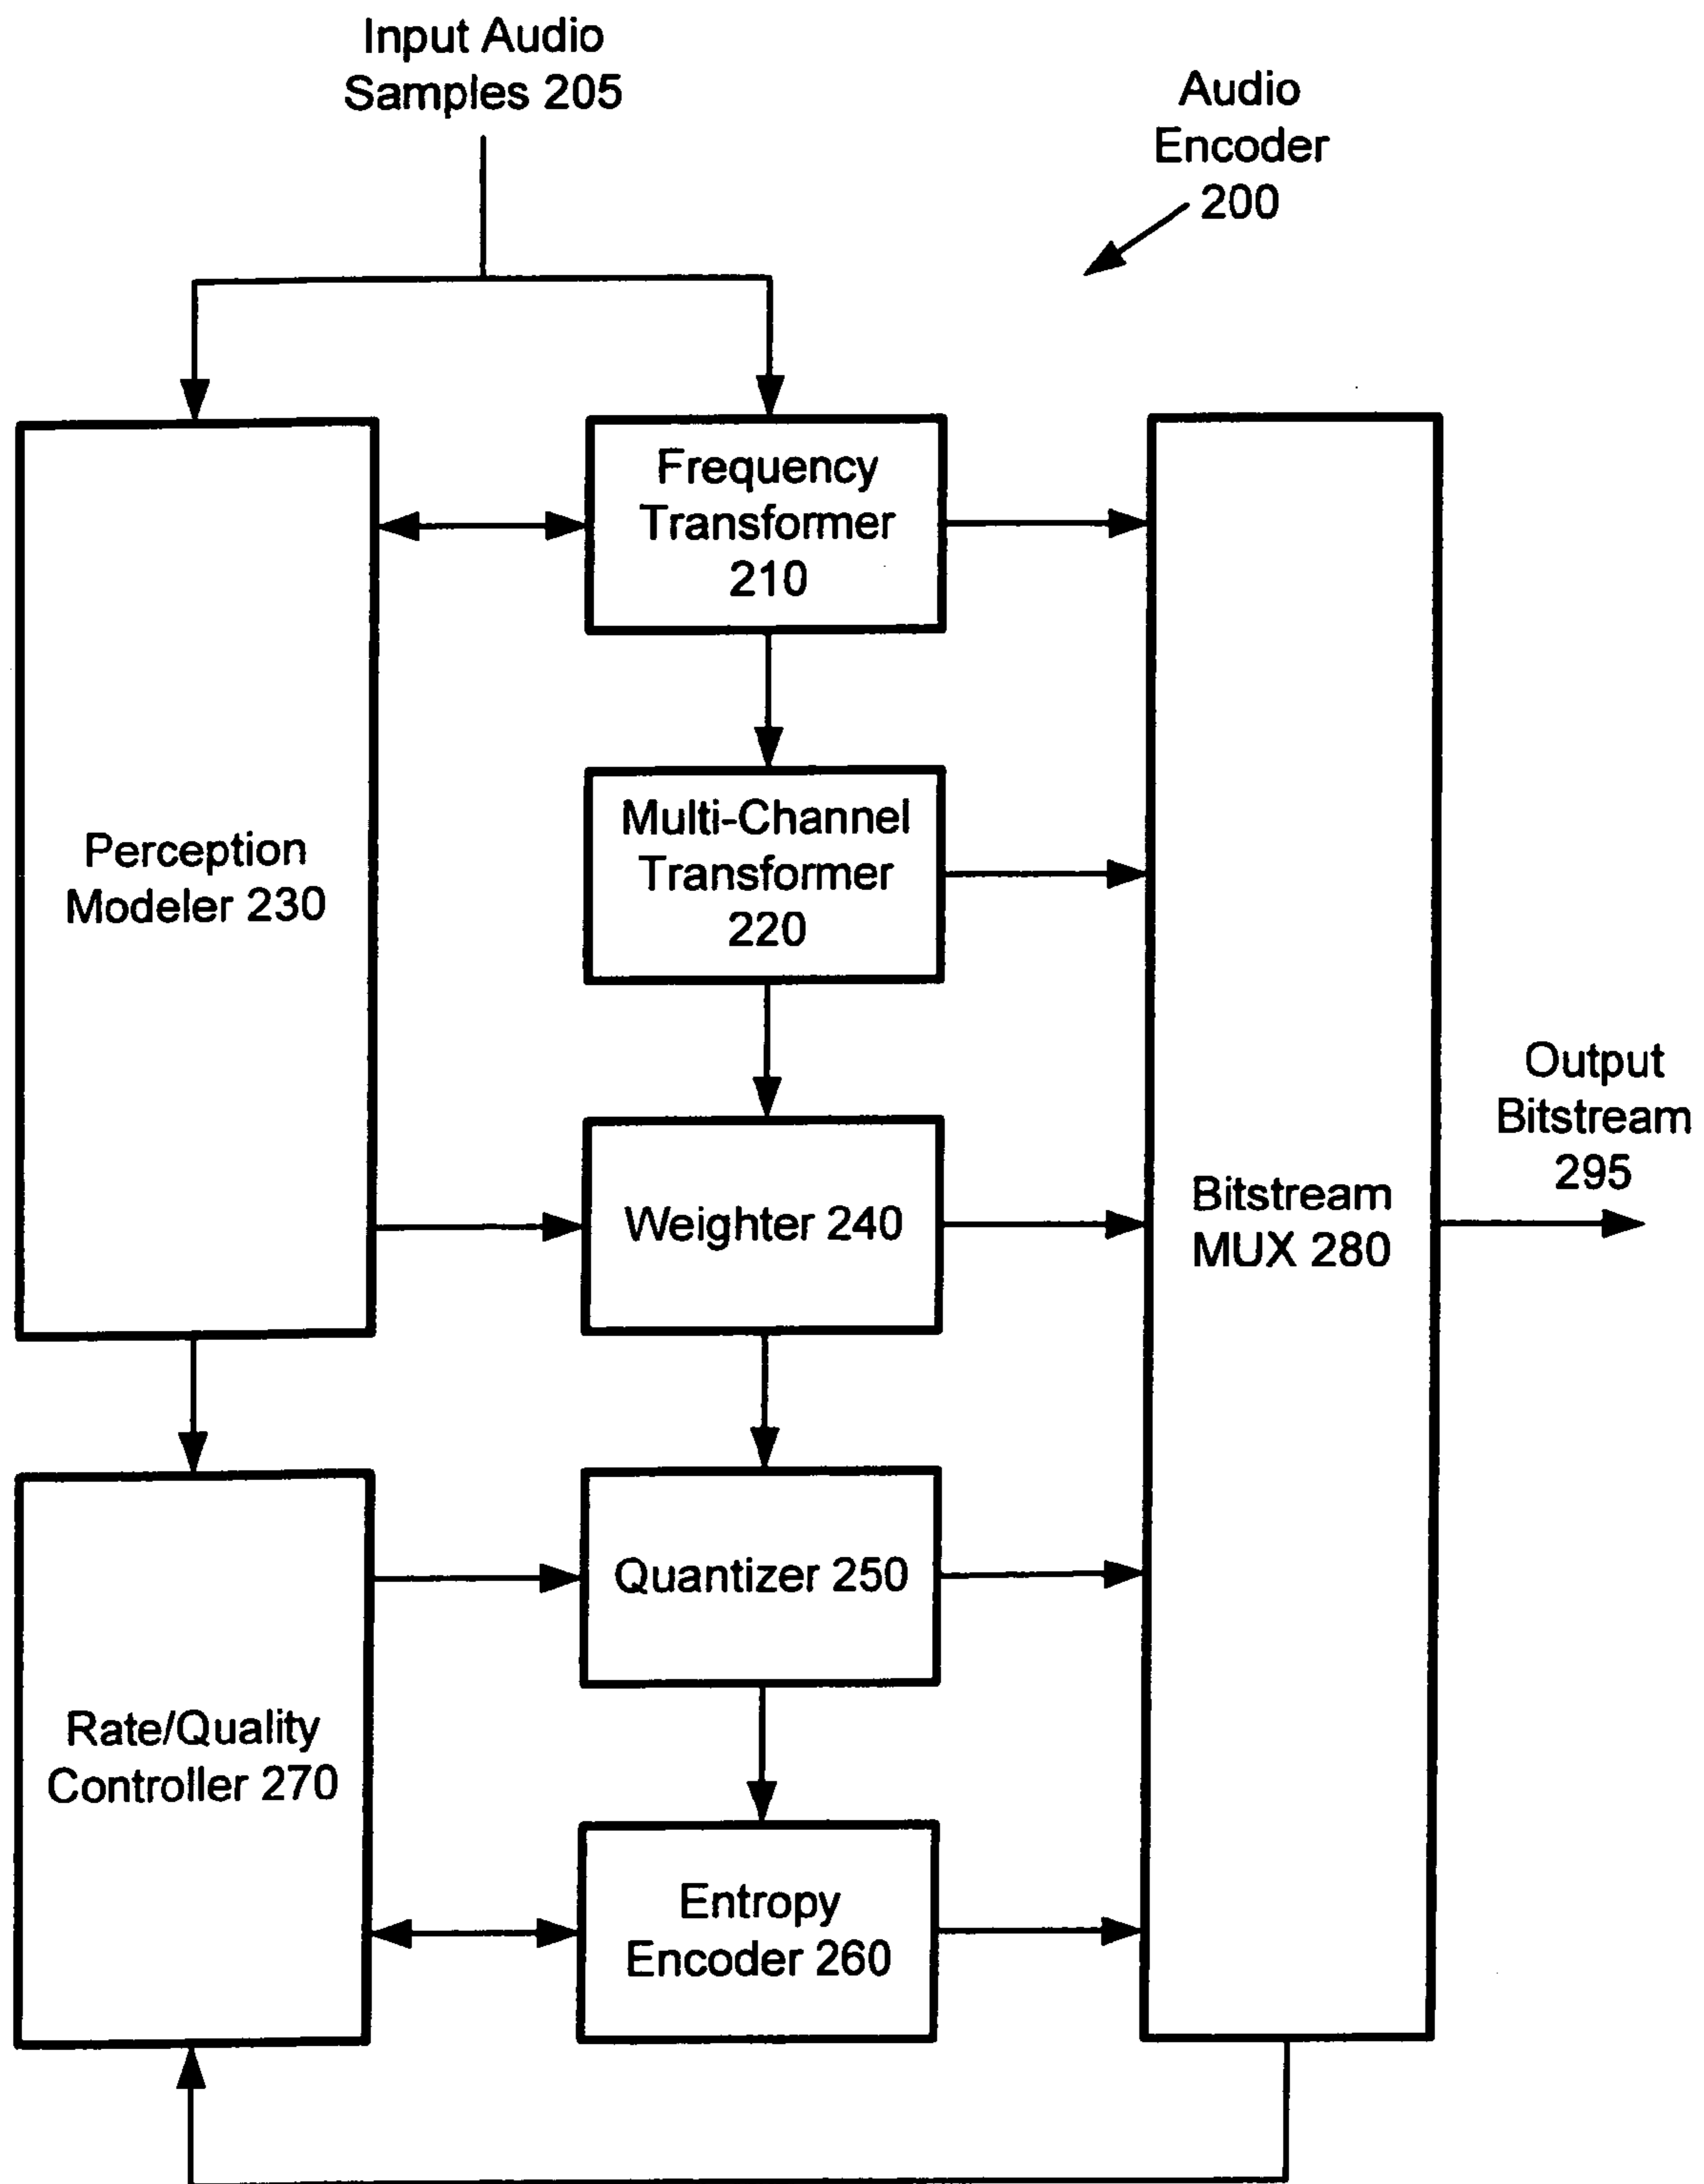 Input Audio
Samples 205
Audio
Encoder
200
Frequency
Transformer
210
Multi-Channel
Transformer
220
Perception
Modeler 230
Weighter 240
Bitstream
MUX 280
Output
Bitstream
295
Quantizer 250
Rate/Quality
Controller 270
Entropy
Encoder 260